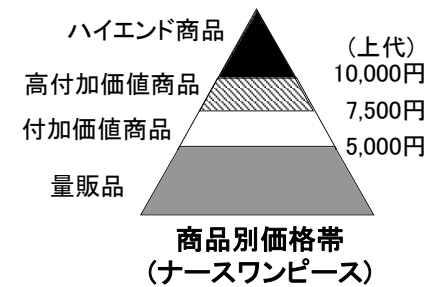 ハイエンド商品
(上代)
10,000円
高付加価値商品
7,500円
付加価値商品
5,000円
量販品
商品別価格帯
(ナースワンピース)